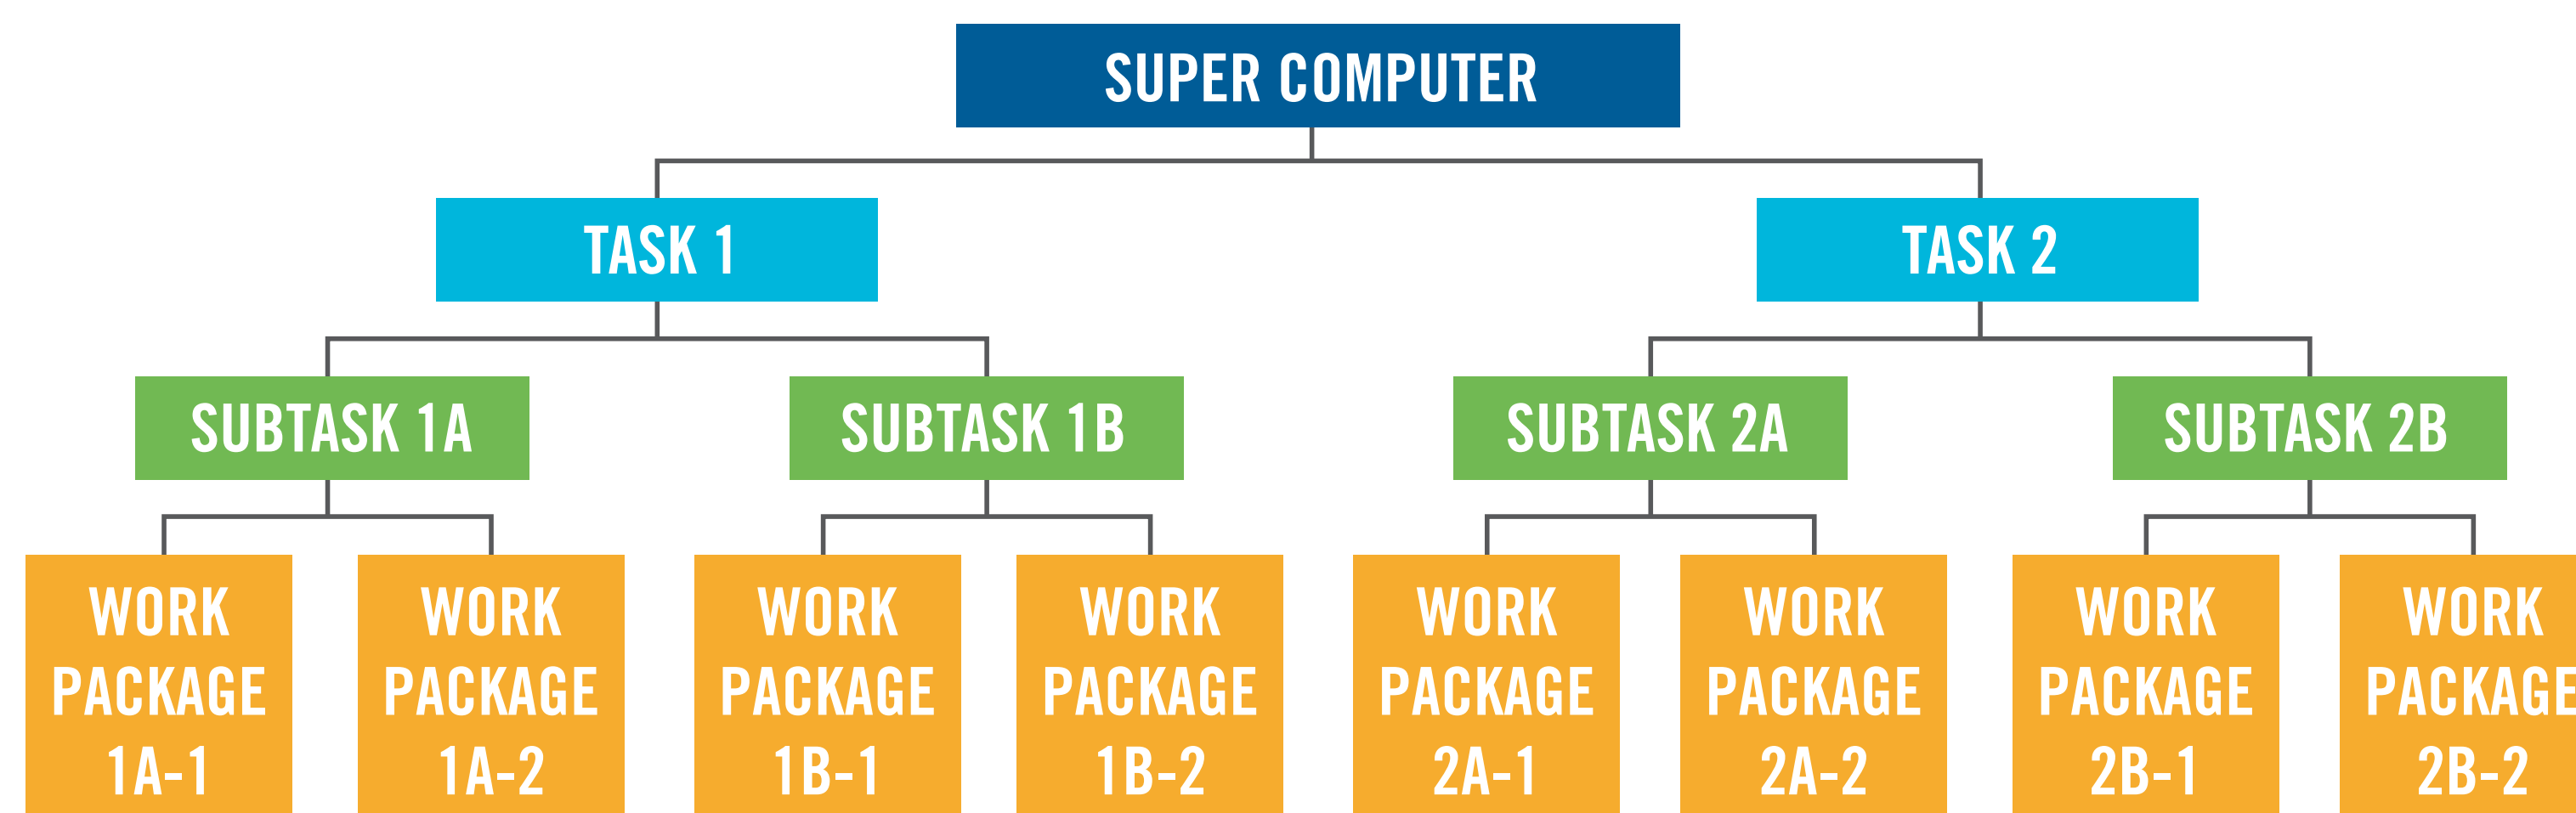 SUPER COMPUTER
TASK 1
TASK 2
SUBTASK 1A
SUBTASK 1B
SUBTASK 2A
SUBTASK 2B
WORK
PACKAGE
1A-1
WORK
PACKAGE
1A-2
WORK
PACKAGE
1B-1
WORK
PACKAGE
1B-2
WORK
PACKAGE
2A-1
WORK
PACKAGE
2A-2
WORK
PACKAGE
2B-1
WORK
PACKAGE
2B-2